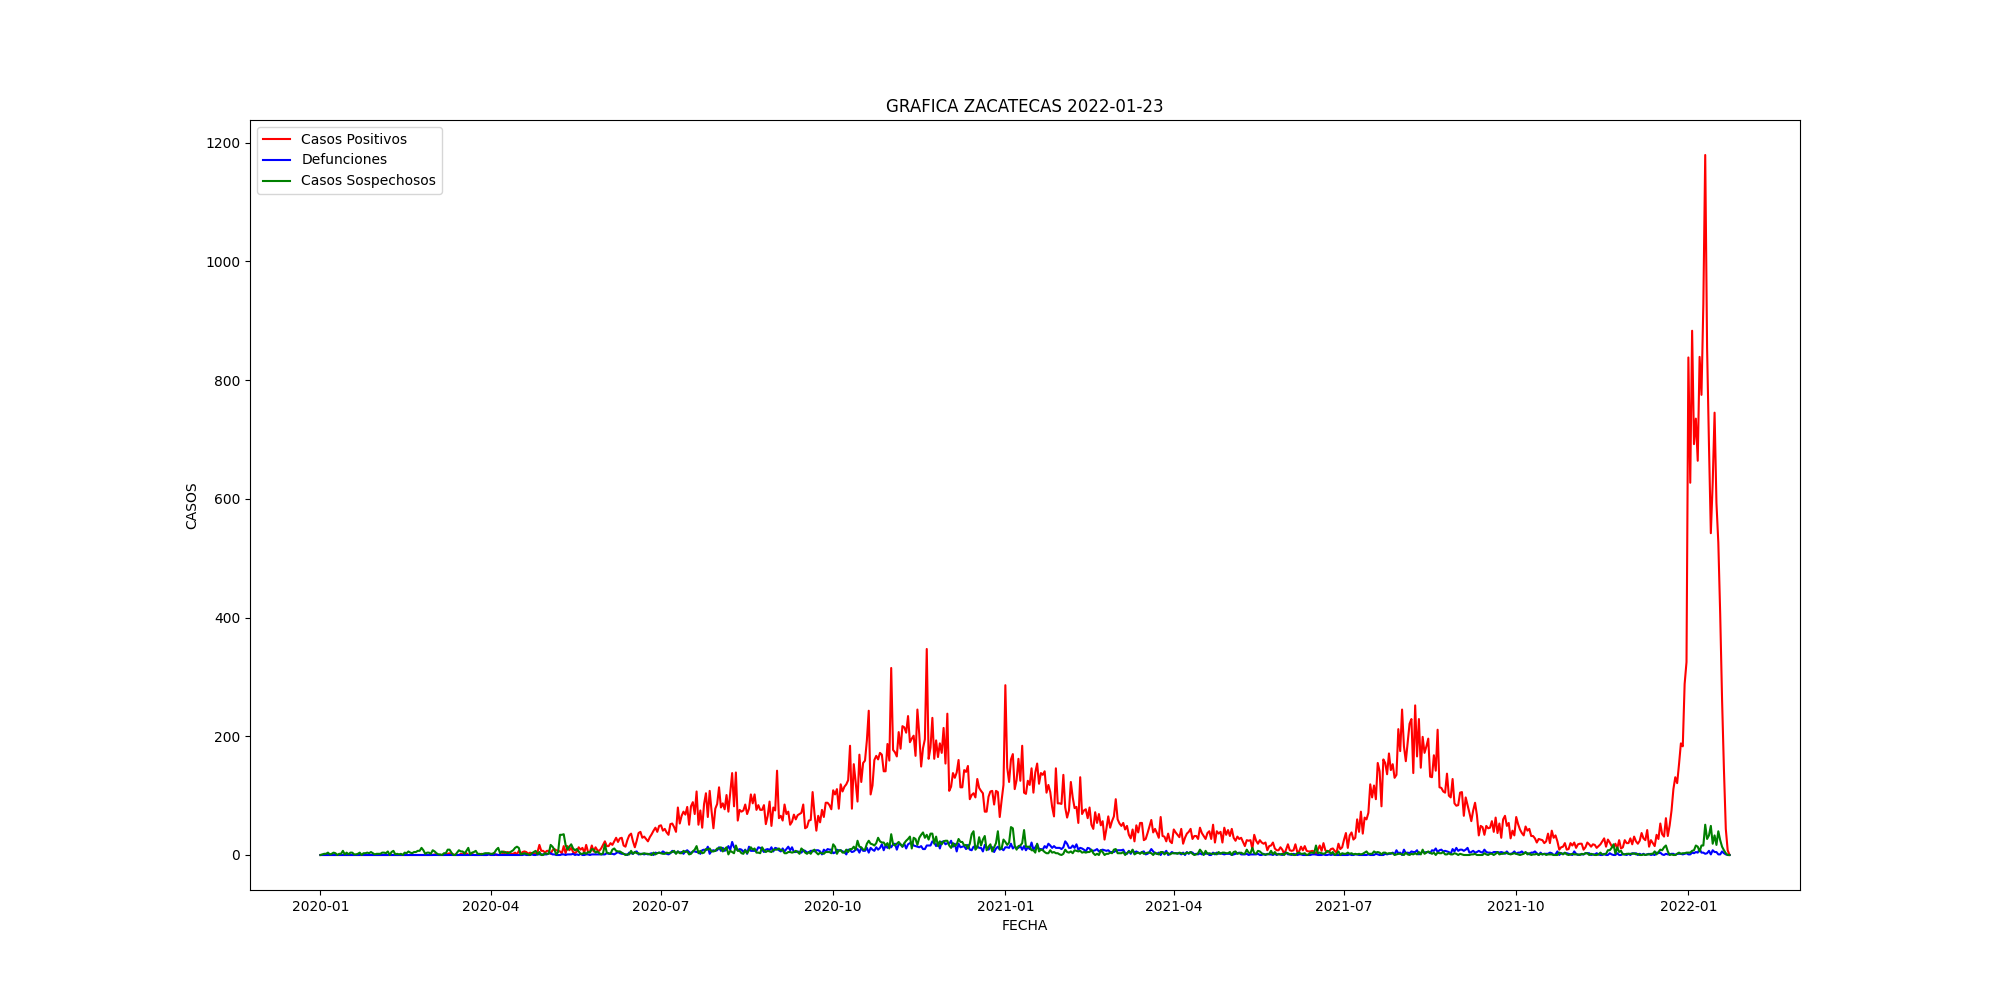 GRAFICA ZACATECAS 2022-01-23
Casos Positivos
Defunciones
Casos Sospechosos
1200
1000
800
600
400
200
0
CASOS
2020-01 2020-04 2020-07 2020-10 2021-01 2021-04 2021-07 2021-10 2022-01
FECHA